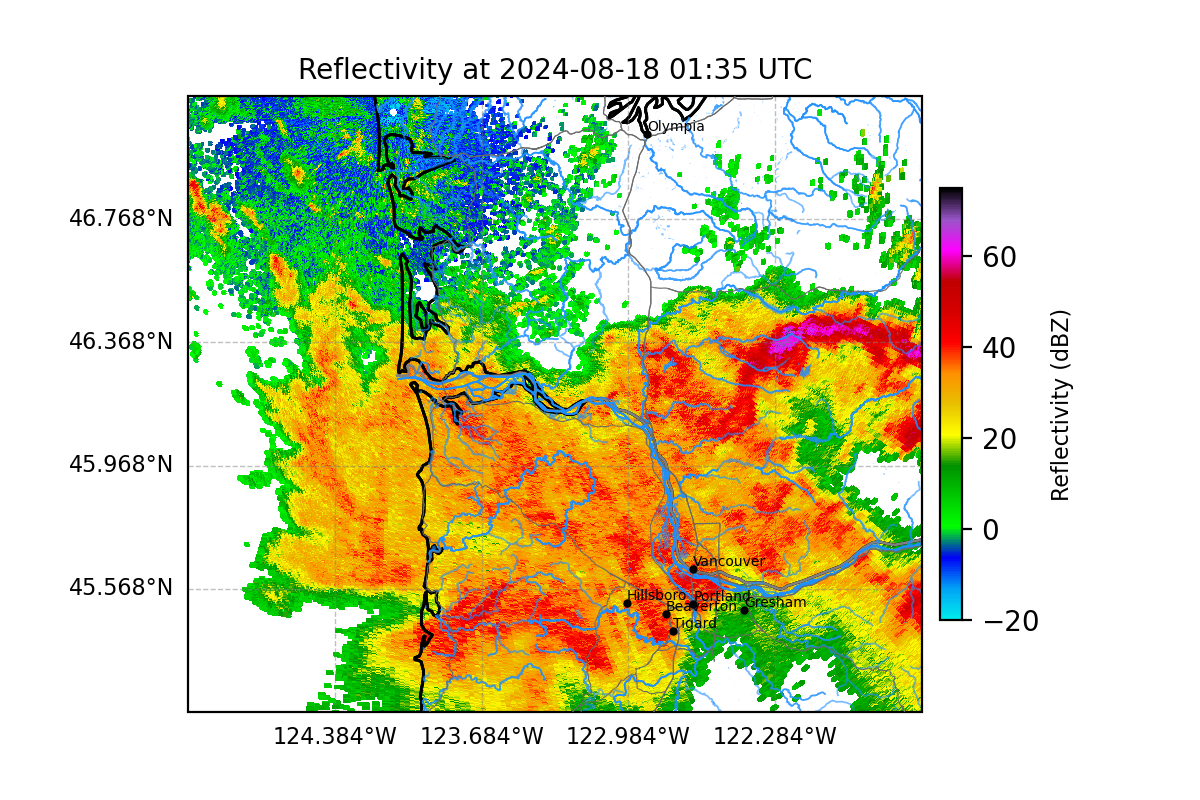 Reflectivity at 2024-08-18 01:35 UTC
Olympia
46.768°N
46.368°N
45.968°N
45.568°N
Vancouver
Hillsboro
Portland
Beaverton
Gresham
Tigard
124.384°W
123.684°W
122.984°W
122.284°W
60
40
20
0
−20
Reflectivity (dBZ)